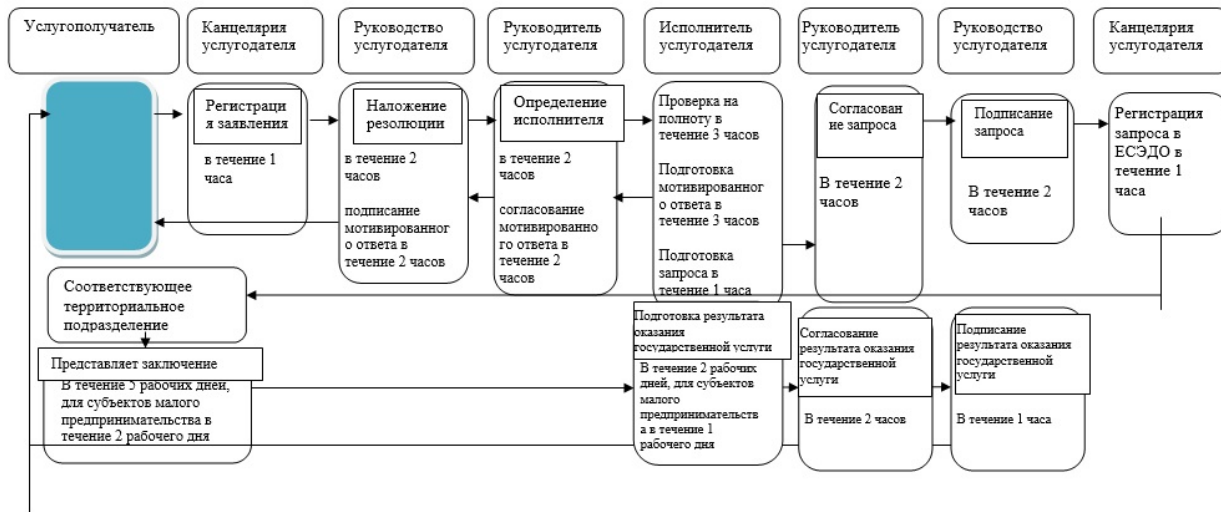 Услугополучатель
Канцелярия
услугодателя
Руководство
услугодателя
Руководитель
услугодателя
Исполнитель
услугодателя
Руководитель
услугодателя
Руководство
услугодателя
Канцелярия
услугодателя
Регистраци
я заявления
в течение 1
часа
Наложение
резолюции
в течение 2
часов
подписание
мотивированно
го ответа в
течение 2 часов
Определение
исполнителя
в течение 2
часов
согласование
мотивированно
го ответа в
течение 2 часов
Проверка на
полноту в
течение 3 часов
Подготовка
мотивированног
о ответа в
течение 3 часов
Подготовка
запроса в
течение 1 часа
Согласован
ие запроса
В течение 2
часов
Подписание
запроса
В течение 2
часов
Регистрация
запроса в
ЕСЭДО в
течение 1
часа
Соответствующее
территориальное
подразделение
Представляет заключение
В течение 5 рабочих дней,
для субъектов малого
предпринимательства в
течение 2 рабочего дня
Подготовка результата
оказания
государственной услуги
В течение 2 рабочих
дней, для субъектов
малого
предпринимательств
а в течение 1
рабочего дня
Согласование
результата оказания
государственной
услуги
В течение 2 часов
Подписание
результата оказания
государственной
услуги
В течение 1 часа